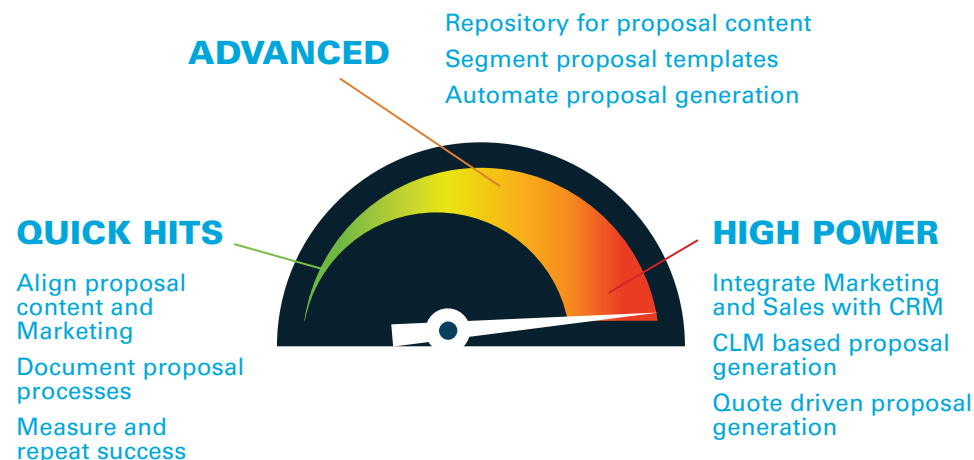 ADVANCED
Repository for proposal content
Segment proposal templates
Automate proposal generation
QUICK HITS
Align proposal
content and
Marketing
Document proposal
processes
Measure and
repeat success
HIGH POWER
Integrate Marketing
and Sales with CRM
CLM based proposal
generation
Quote driven proposal
generation